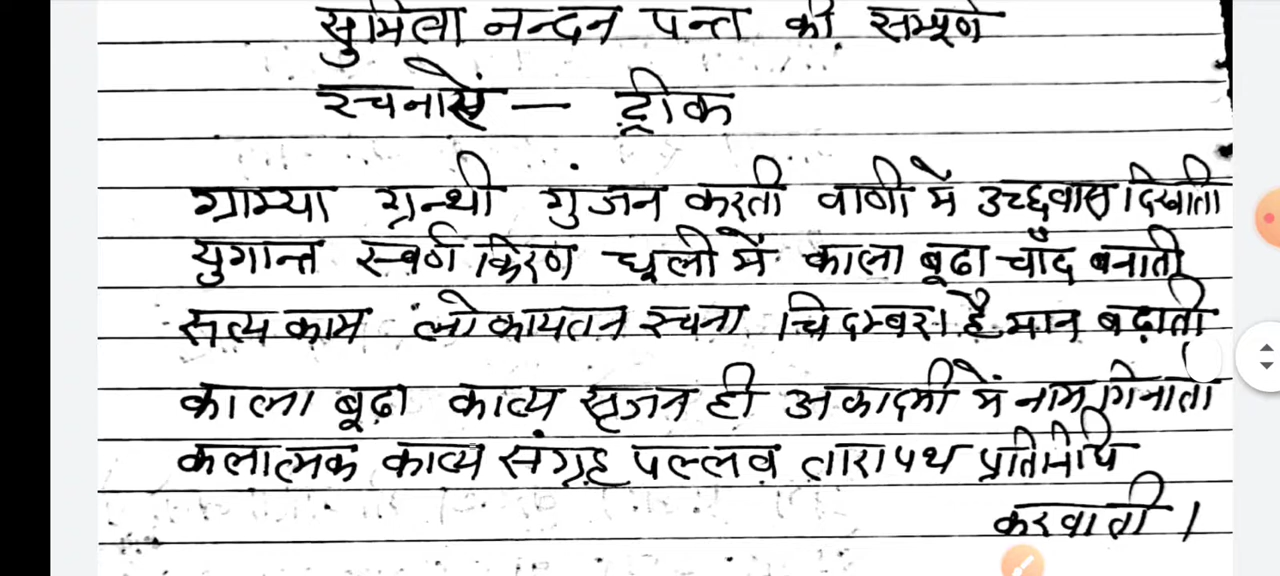 सुमित्रा नन्दन पन्त की सम्पूर्ण
रचनाएं — ट्रीक
ग्राम्या ग्रन्थी गुंजन करती वाणी में उच्छवास दिखाती
युगान्त स्वर्ण किरण धूली में काला बूढा चाँद बनाती
सत्य काम लोकायतन रचना चिदम्बरा है मान बढ़ाती
काला बूढ़ा काव्य सृजन ही अकादमी में नाम गिनाता
कलात्मक काव्य संग्रह पल्लव तारापथ प्रतिनिधि
करवाती ।